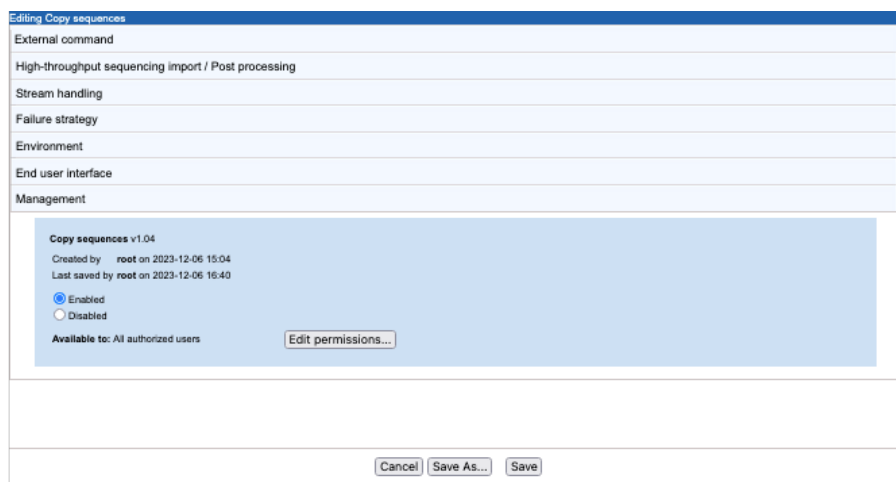 Editing Copy sequences
External command
High-throughput sequencing import / Post processing
Stream handling
Failure strategy
Environment
End user interface
Management
Copy sequences v1.04
Created by root on 2023-12-06 15:04
Last saved by root on 2023-12-06 16:40
Enabled
Disabled
Available to: All authorized users Edit permissions...
Cancel Save As... Save